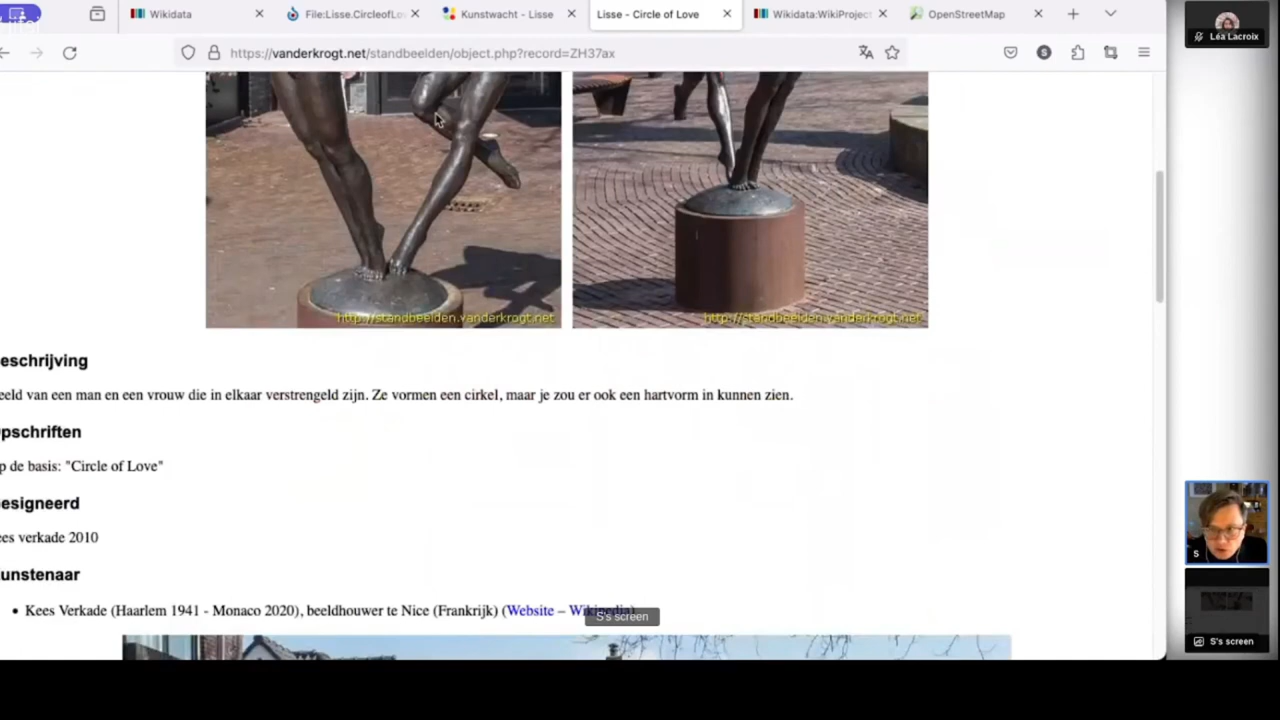 Wikidata
File:Lisse.CircleofLo
Kunstwacht - Lisse
Lisse - Circle of Love
Wikidata:WikiProject
OpenStreetMap
https://vanderkrogt.net/standbeelden/object.php?record=ZH37ax
S
Léa Lacroix
http://standbeelden.vanderkrogt.net
http://standbeelden.vanderkrogt.net
eschrijving
eeld van een man en een vrouw die in elkaar verstrengeld zijn. Ze vormen een cirkel, maar je zou er ook een hartvorm in kunnen zien.
pschriften
p de basis: "Circle of Love"
esigneerd
ees verkade 2010
unstenaar
• Kees Verkade (Haarlem 1941 - Monaco 2020), beeldhouwer te Nice (Frankrijk) (Website – Wikipedia)
S's screen
S
S's screen